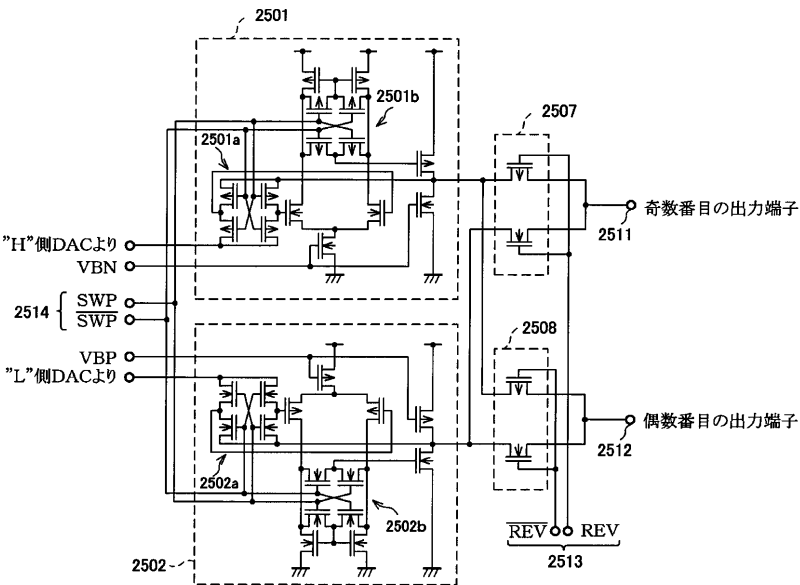 2501
2501b
2507
2501a
奇数番目の出力端子
2511
"H"側DACより
VBN
2514
SWP
SWP
2508
VBP
"L"側DACより
偶数番目の出力端子
2512
2502a
2502b
2502
REV
REV
2513